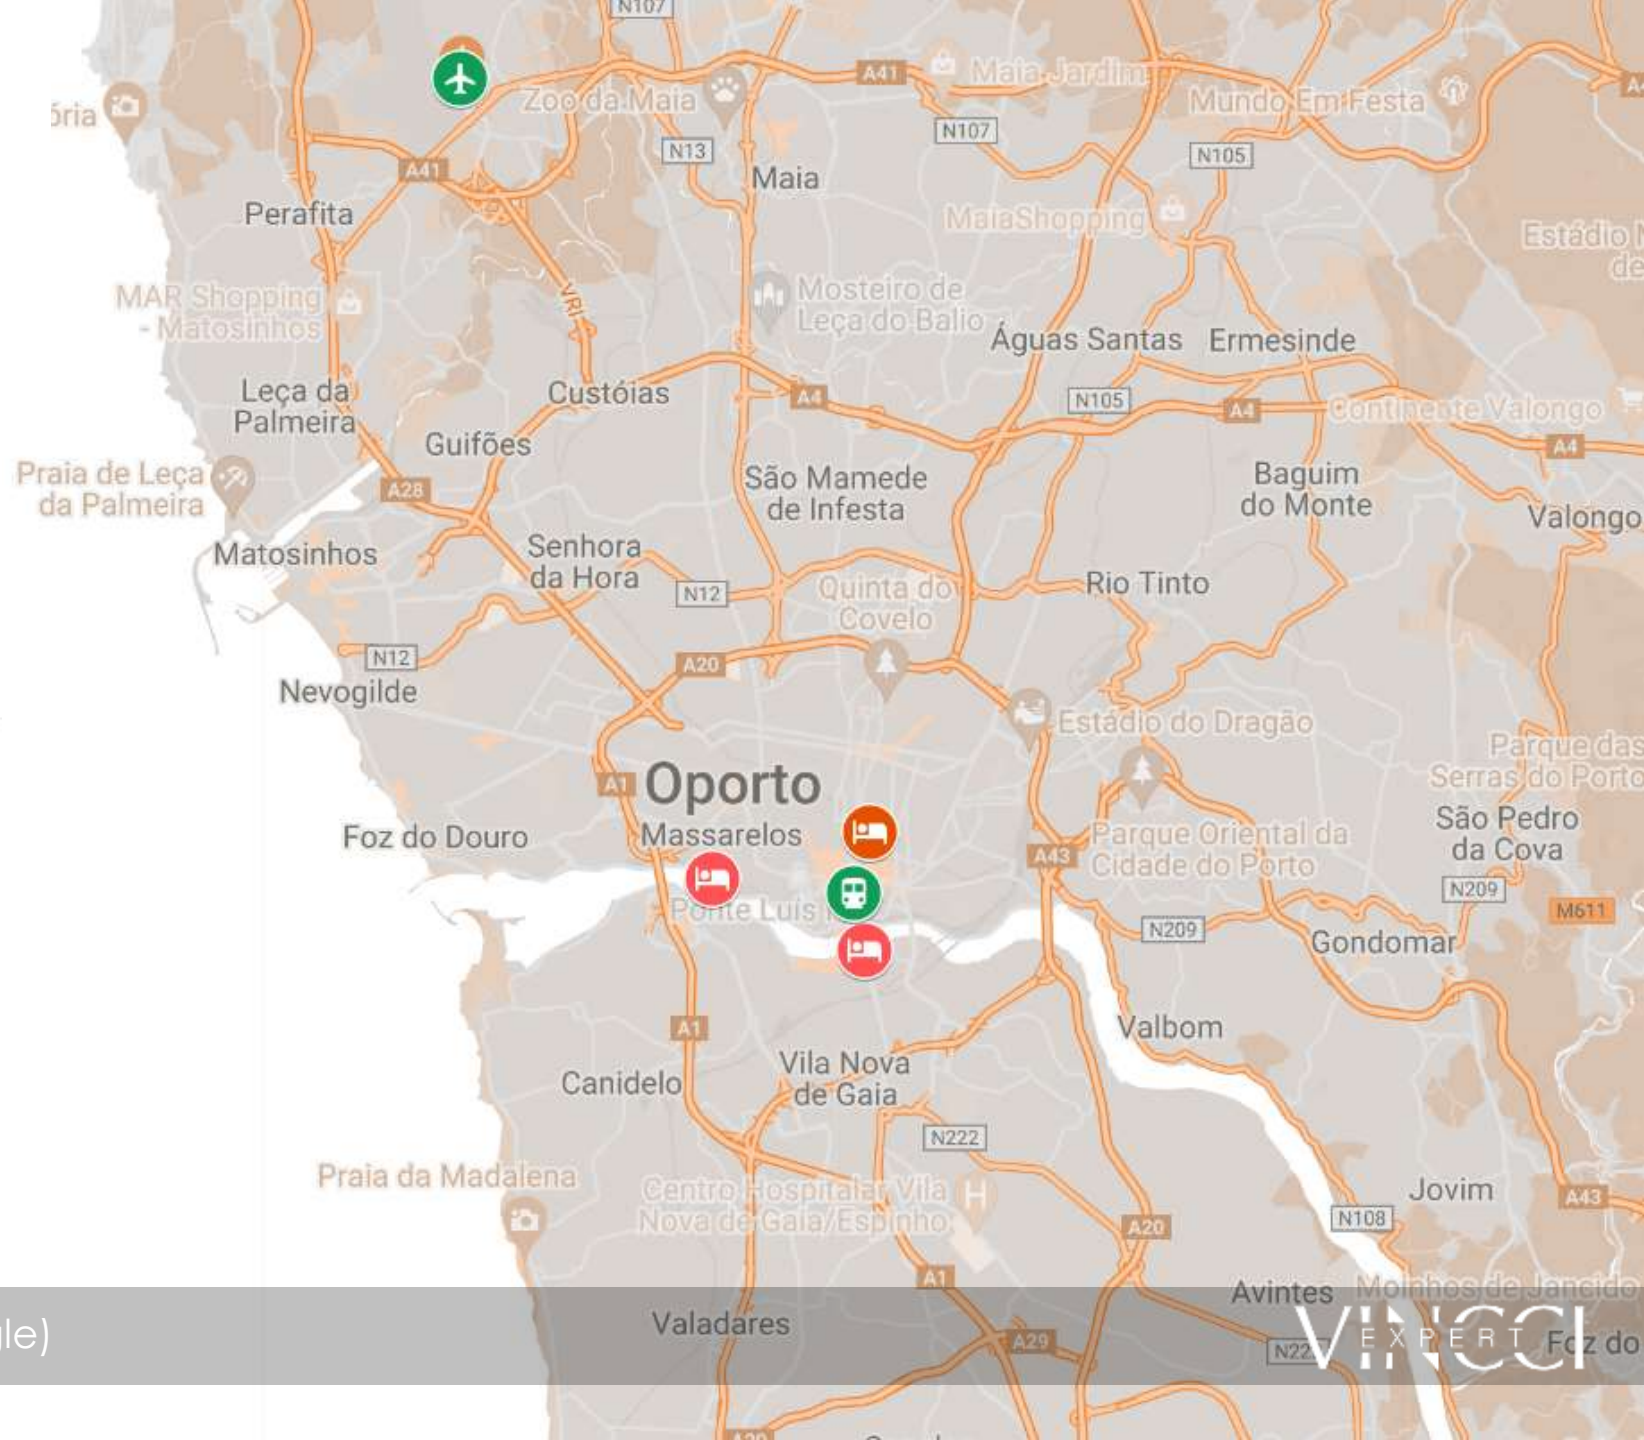 N107
A41
Maia Jardim
Zoo da Maia
Mundo Em Festa
N107
N13
N105
A41
Maia
Perafita
MaiaShopping
MAR Shopping
- Matosinhos
Mosteiro de
Leça do Balio
VRI
Estádio
de
Águas Santas
Ermesinde
Leça da
Palmeira
Custóias
A4
N105
A4
Continente Valongo
Guifões
A4
Praia de Leça
da Palmeira
A28
São Mamede
de Infesta
Baguim
do Monte
Valongo
Matosinhos
Senhora
da Hora
N12
Quinta do
Covelo
Rio Tinto
N12
A20
Nevogilde
Estádio do Dragão
Parque das
Serras do Porto
A1
Oporto
Massarelos
Foz do Douro
A43
Parque Oriental da
Cidade do Porto
São Pedro
da Cova
N209
Ponte Luís
M611
N209
Gondomar
A1
Valbom
Vila Nova
de Gaia
Canidelo
N222
Praia da Madalena
Centro Hospitalar Vila
Nova de Gaia/Espinho
Jovim
A43
N108
A20
A1
Avintes
Moinhos de Jancido
Valadares
A29
VINCCI
EXPERT
Foz do